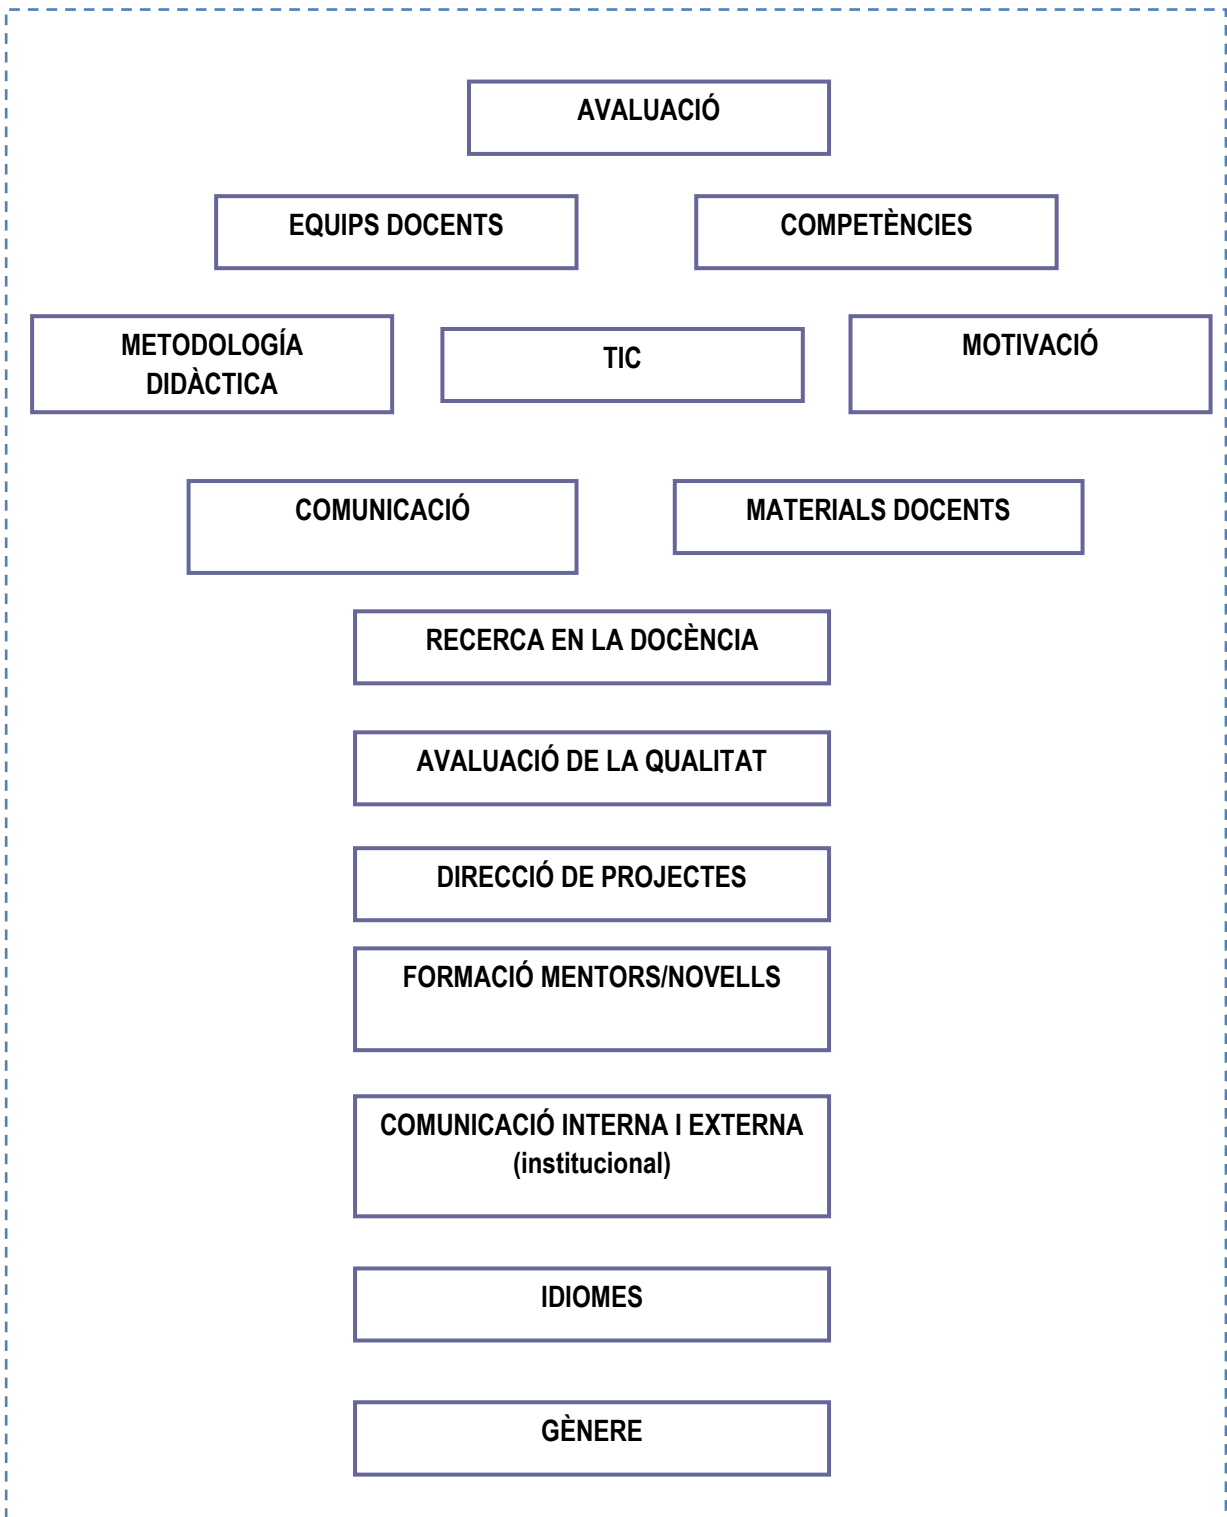 AVALUACIÓ
EQUIPS DOCENTS
COMPETÈNCIES
METODOLOGÍA
DIDÀCTICA
TIC
MOTIVACIÓ
COMUNICACIÓ
MATERIALS DOCENTS
RECERCA EN LA DOCÈNCIA
AVALUACIÓ DE LA QUALITAT
DIRECCIÓ DE PROJECTES
FORMACIÓ MENTORS/NOVELLS
COMUNICACIÓ INTERNA I EXTERNA
(institucional)
IDIOMES
GÈNERE